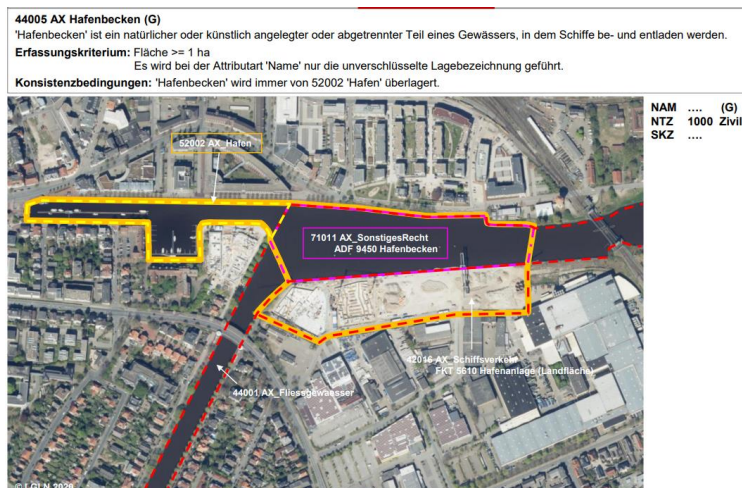 44005 AX Hafenbecken (G)
'Hafenbecken' ist ein natürlicher oder künstlich angelegter oder abgetrennter Teil eines Gewässers, in dem Schiffe be- und entladen werden.
Erfassungskriterium: Fläche >= 1 ha
Es wird bei der Attributart 'Name' nur die unverschlüsselte Lagebezeichnung geführt.
Konsistenzbedingungen: 'Hafenbecken' wird immer von 52002 'Hafen' überlagert.
NAM .... (G)
NTZ 1000 Zivil
SKZ ....
52002 AX_Hafen
71011 AX_SonstigesRecht
ADF 9450 Hafenbecken
42016 AX_Schiffsverkehr
FKT 5610 Hafenanlage (Landfläche)
44001 AX_Fliessgewaesser
© LGLN 2020